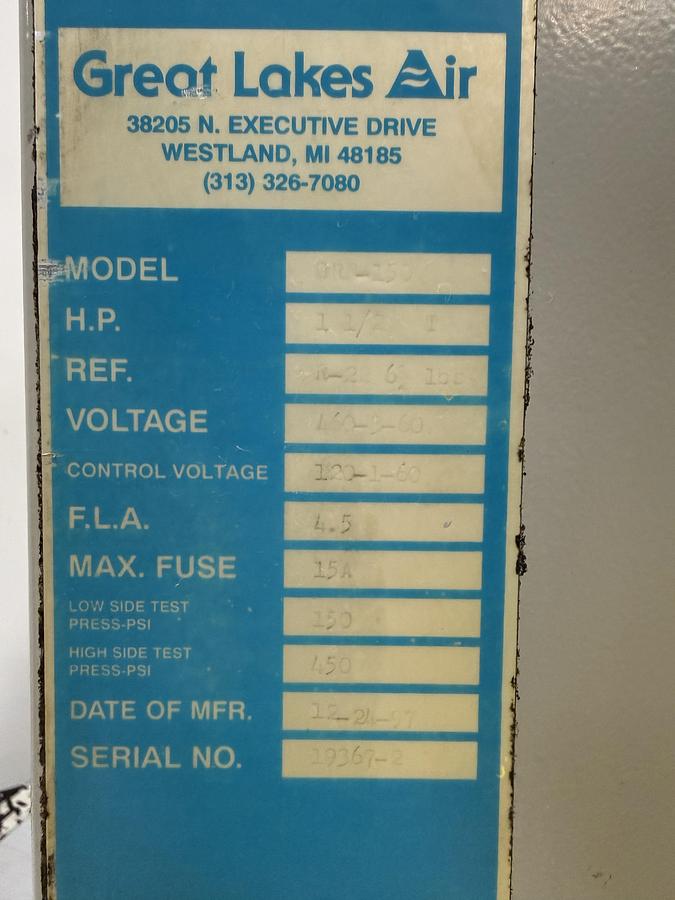 Great Lakes Air
38205 N. EXECUTIVE DRIVE
WESTLAND, MI 48185
(313) 326-7080
MODEL
H.P. 1 1/2
REF.
VOLTAGE 460-3-60
CONTROL VOLTAGE 120-1-60
F.L.A. 4.5
MAX. FUSE 15A
LOW SIDE TEST
PRESS-PSI 150
HIGH SIDE TEST
PRESS-PSI 450
DATE OF MFR. 12-24-97
SERIAL NO. 19367-2